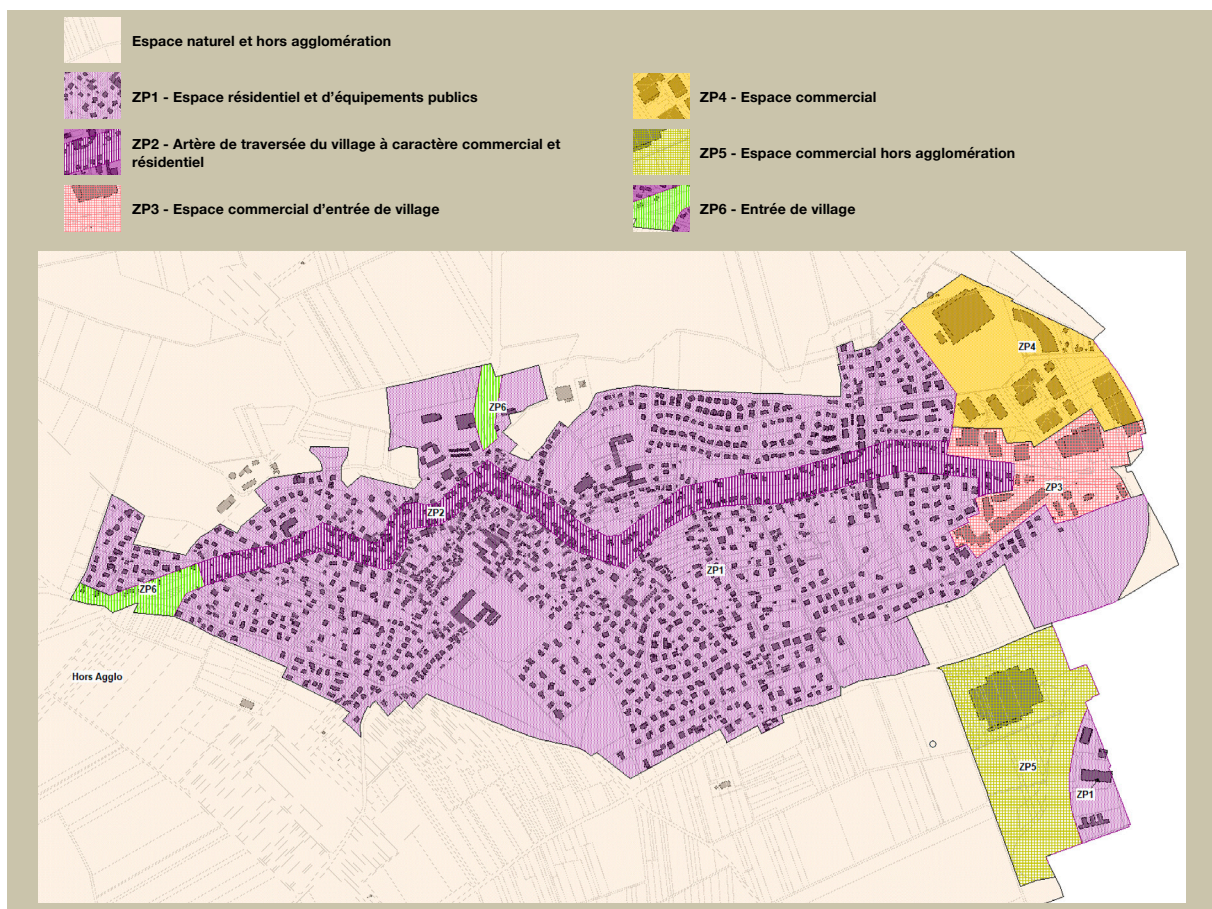 Espace naturel et hors agglomération
ZP1 - Espace résidentiel et d'équipements publics
ZP2 - Artère de traversée du village à caractère commercial et
résidentiel
ZP3 - Espace commercial d'entrée de village
ZP4 - Espace commercial
ZP5 - Espace commercial hors agglomération
ZP6 - Entrée de village
ZP4
ZP6
ZP3
ZP2
ZP1
ZP6
Hors Agglo
ZP5
ZP1